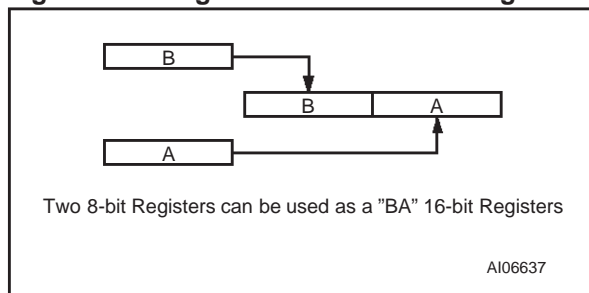 B
B A
A
Two 8-bit Registers can be used as a ”BA” 16-bit Registers
AI06637